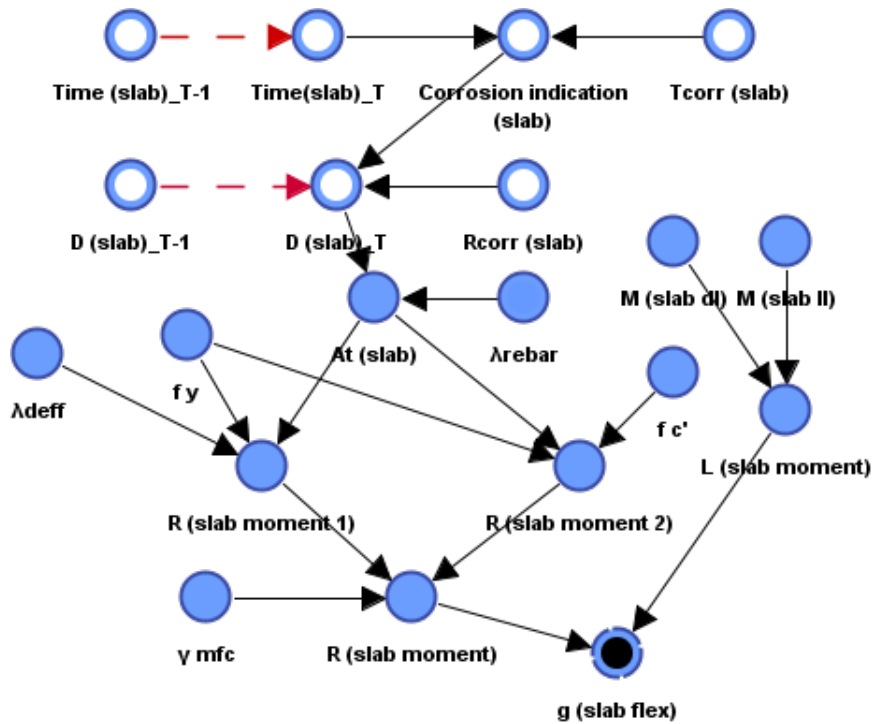 Time (slab)_T-1
Time(slab)_T
Corrosion indication
(slab)
Tcorr (slab)
D (slab)_T-1
D (slab)_T
Rcorr (slab)
M (slab dl)
M (slab ll)
At (slab)
λrebar
λdeff
f y
f c'
L (slab moment)
R (slab moment 1)
R (slab moment 2)
γ mfc
R (slab moment)
g (slab flex)